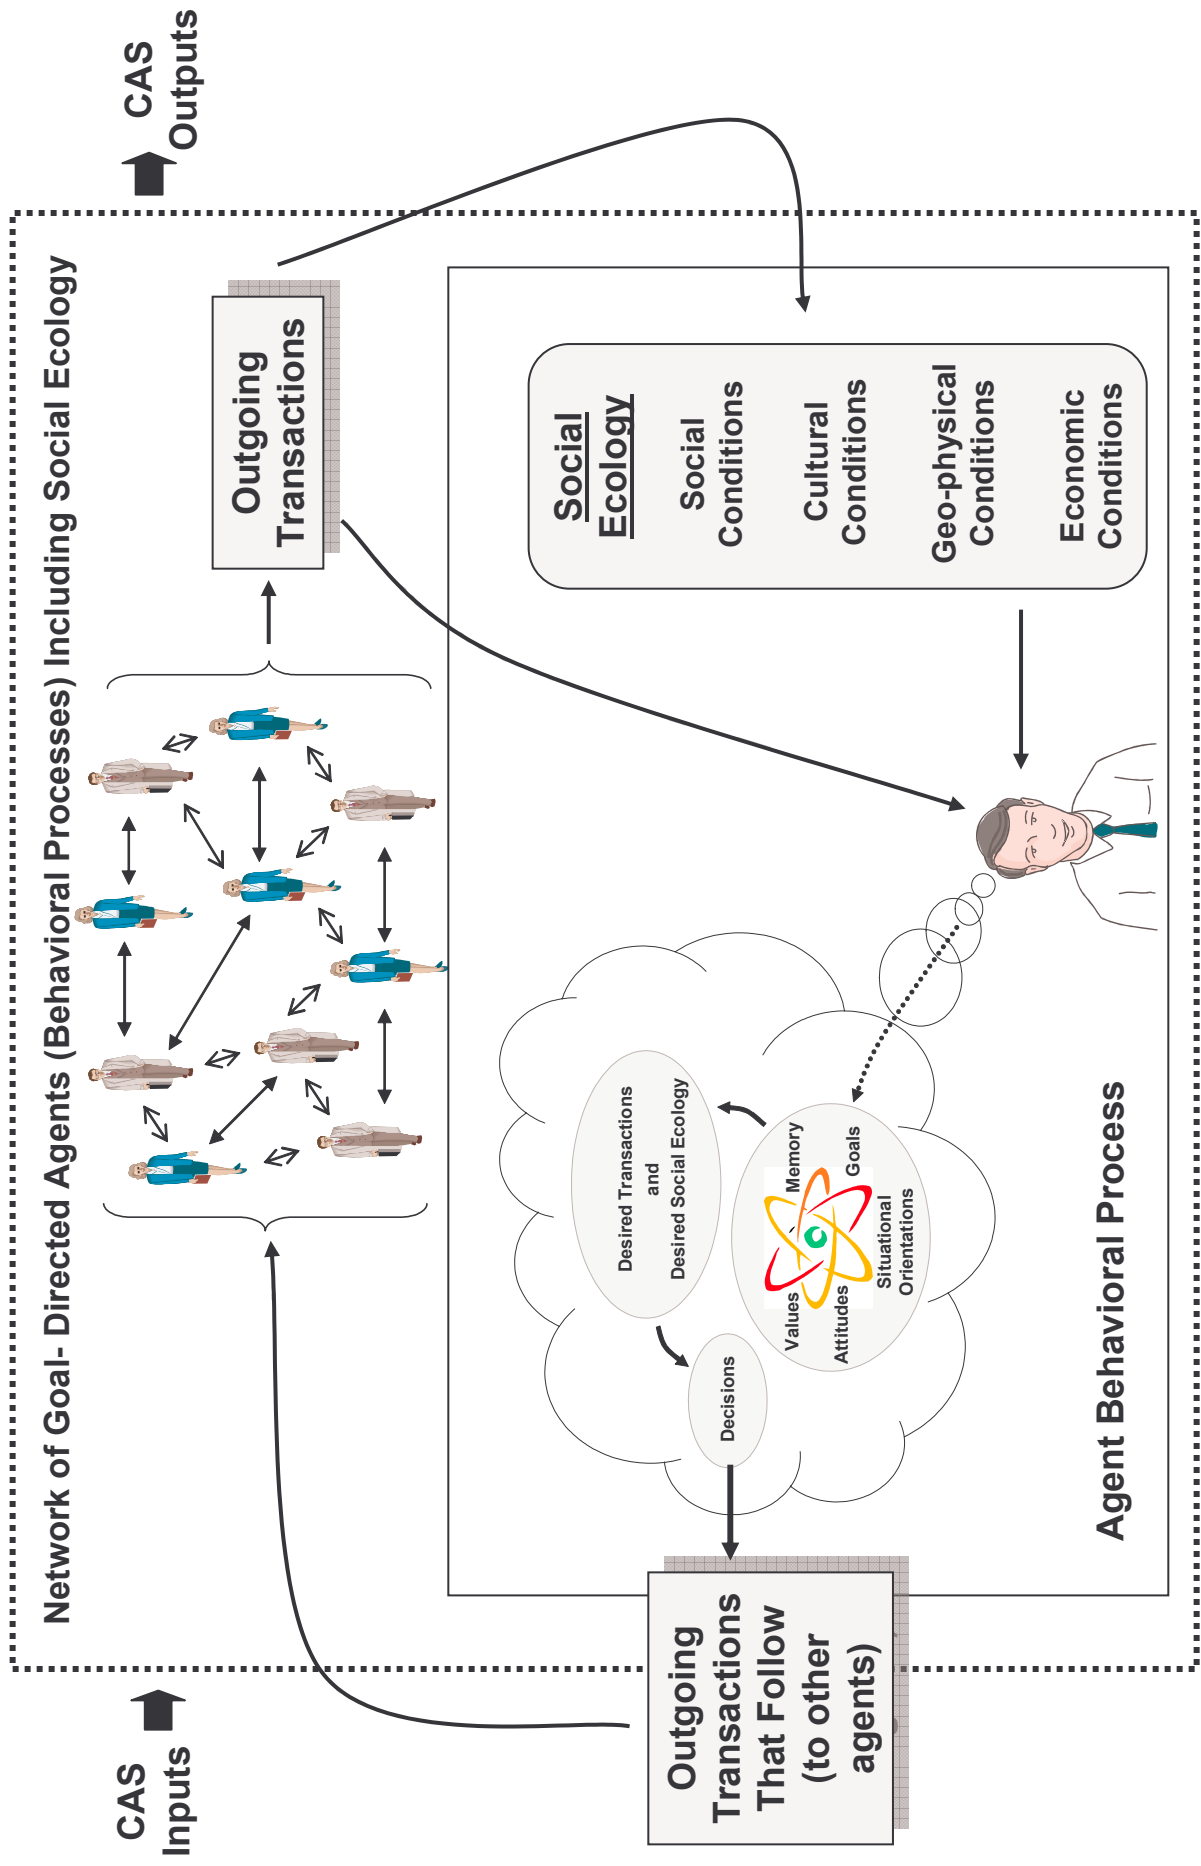 Network of Goal- Directed Agents (Behavioral Processes) Including Social Ecology
CAS
Inputs
CAS
Outputs
Outgoing
Transactions
Outgoing
Transactions
That Follow
(to other
agents)
Decisions
Desired Transactions
and
Desired Social Ecology
Values
Memory
Attitudes
Goals
Situational
Orientations
Social
Ecology
Social
Conditions
Cultural
Conditions
Geo-physical
Conditions
Economic
Conditions
Agent Behavioral Process